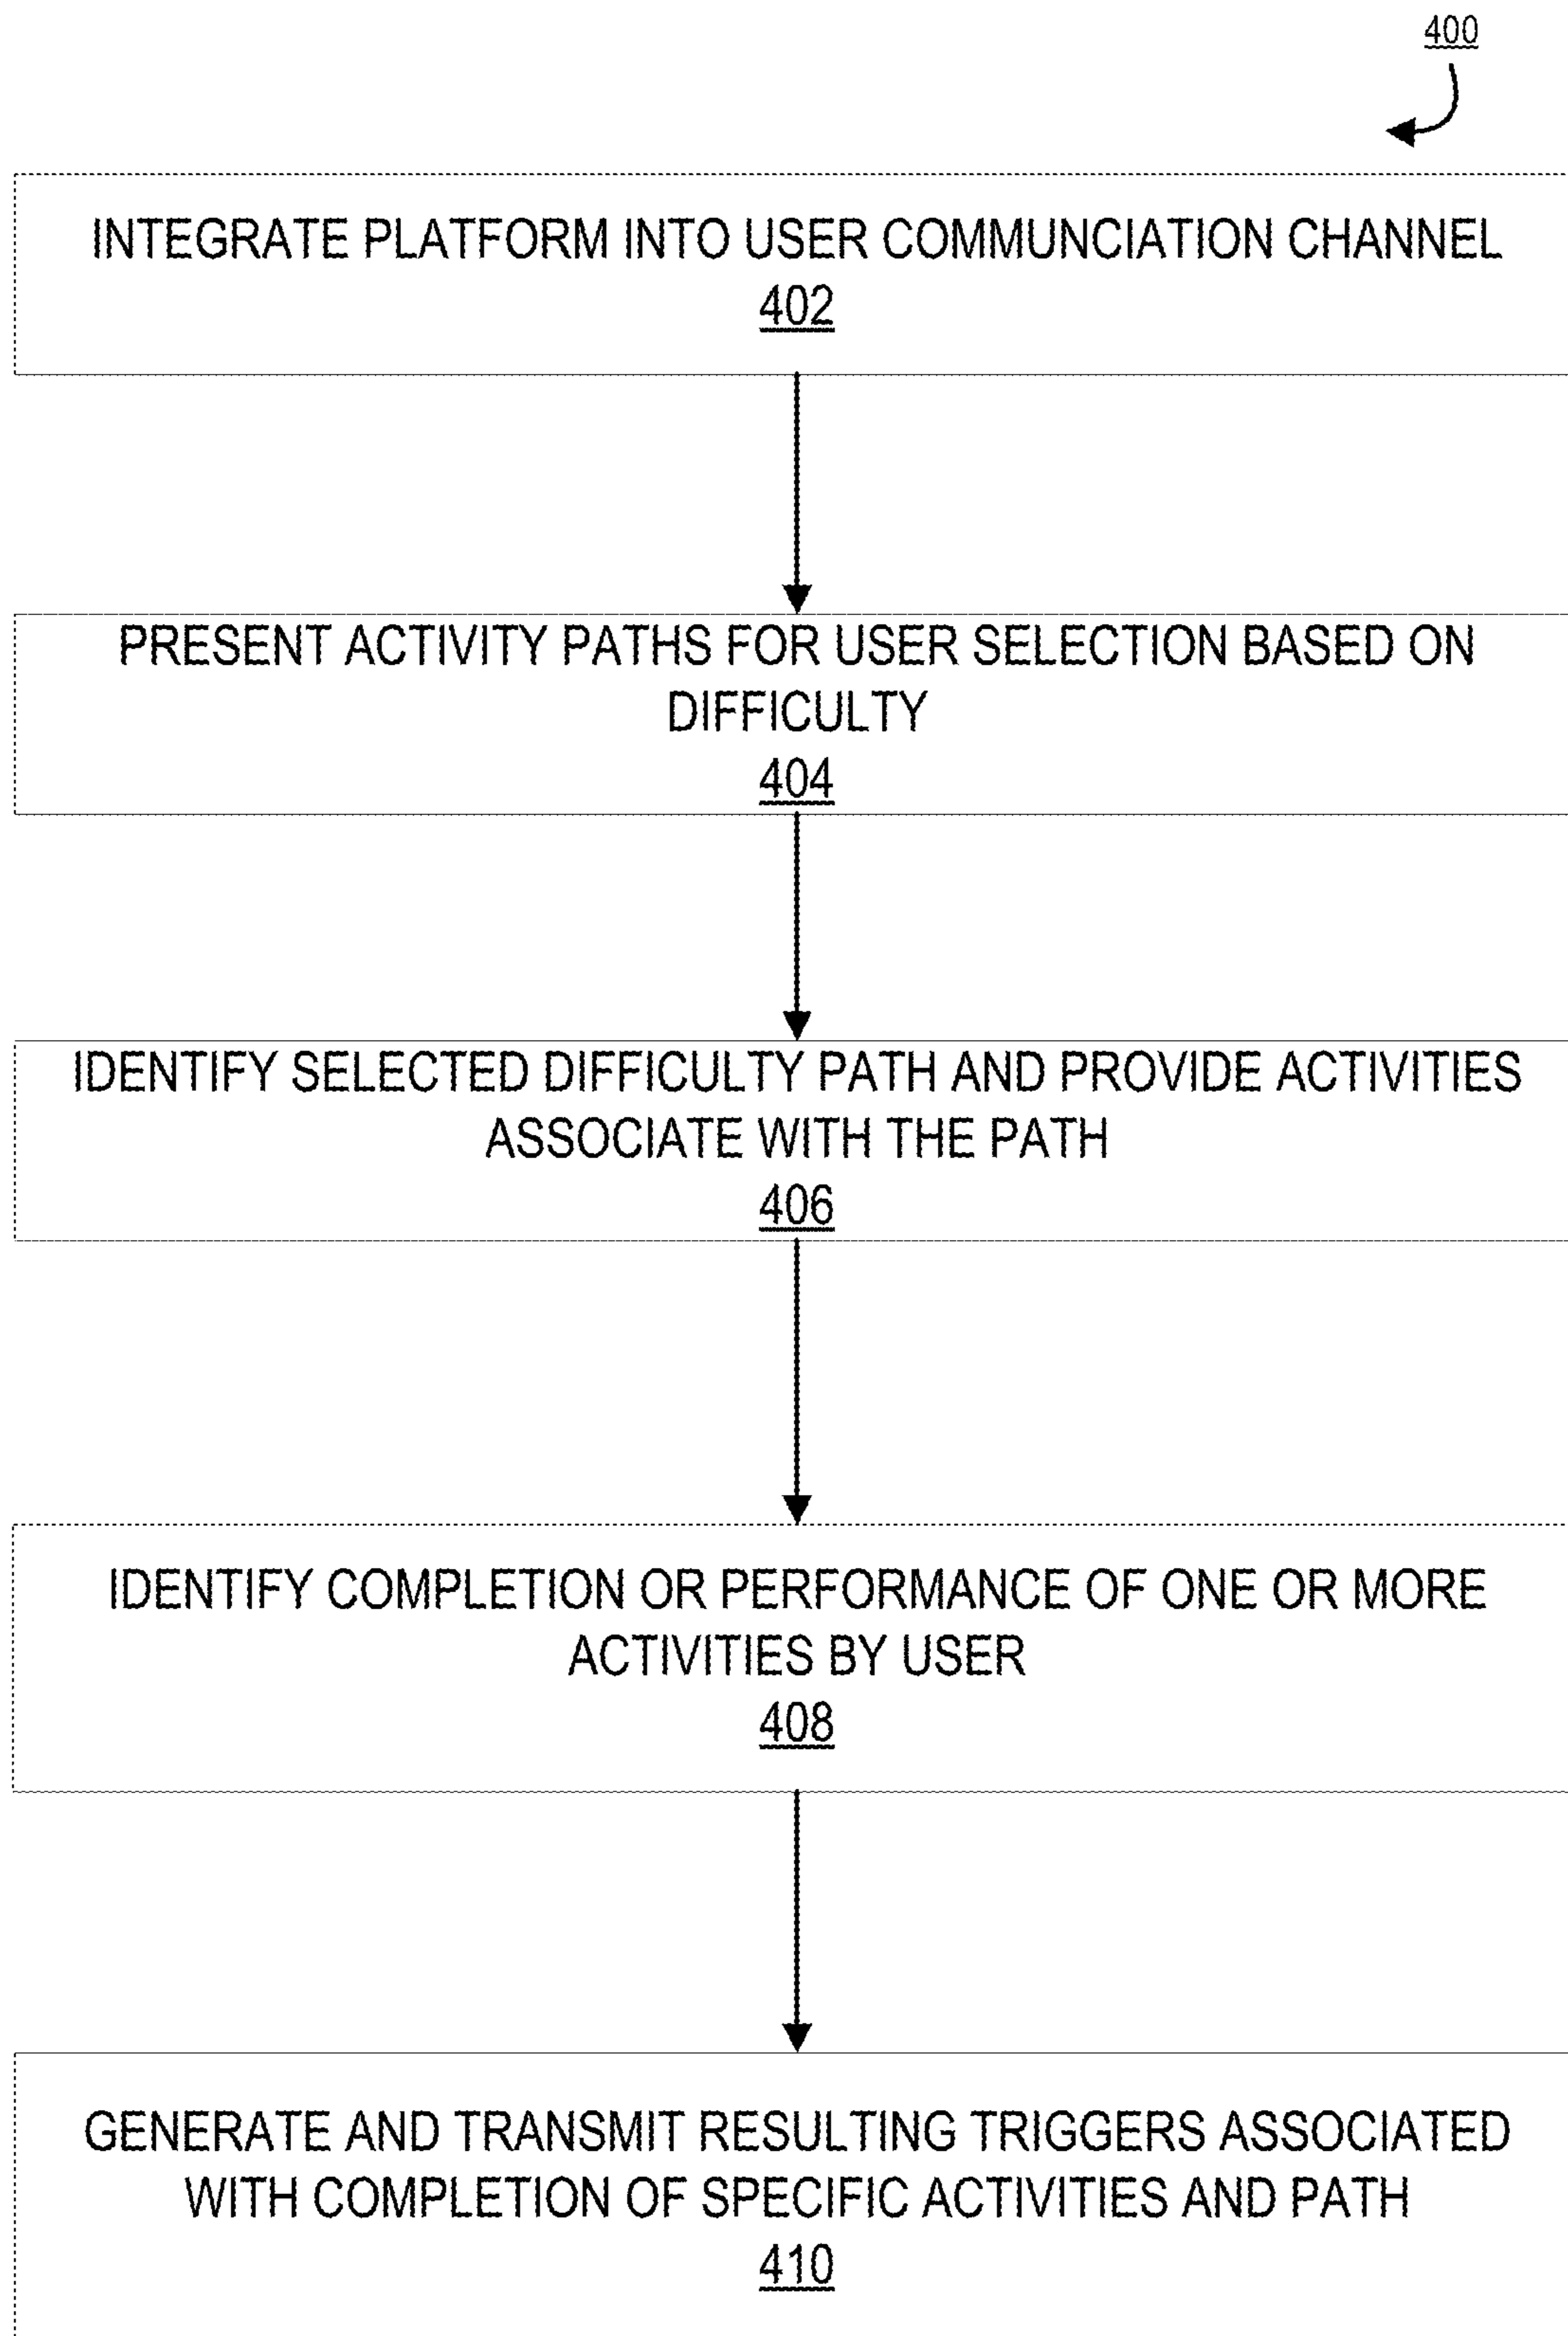 400
INTEGRATE PLATFORM INTO USER COMMUNCIATION CHANNEL
402
PRESENT ACTIVITY PATHS FOR USER SELECTION BASED ON
DIFFICULTY
404
IDENTIFY SELECTED DIFFICULTY PATH AND PROVIDE ACTIVITIES
ASSOCIATE WITH THE PATH
406
IDENTIFY COMPLETION OR PERFORMANCE OF ONE OR MORE
ACTIVITIES BY USER
408
GENERATE AND TRANSMIT RESULTING TRIGGERS ASSOCIATED
WITH COMPLETION OF SPECIFIC ACTIVITIES AND PATH
410